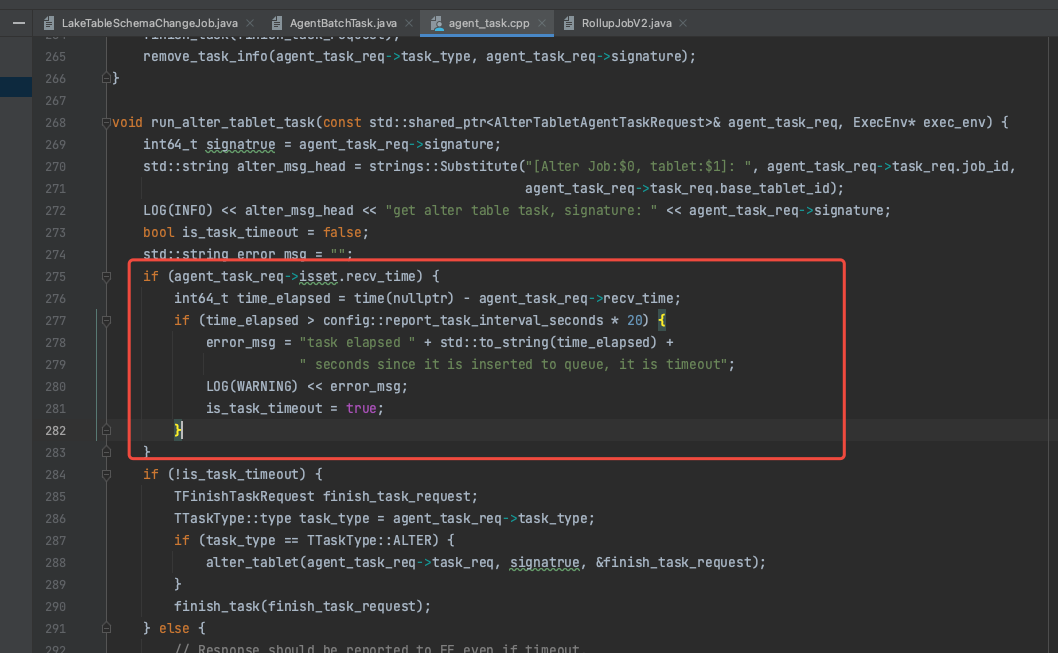 LakeTableSchemaChangeJob.java AgentBatchTask.java agent_task.cpp RollupJobV2.java
264 finish_task(finish_task_request);
265 remove_task_info(agent_task_req->task_type, agent_task_req->signature);
266 }
267
268 void run_alter_tablet_task(const std::shared_ptr<AlterTabletAgentTaskRequest>& agent_task_req, ExecEnv* exec_env) {
269 int64_t signatrue = agent_task_req->signature;
270 std::string alter_msg_head = strings::Substitute("[Alter Job:$0, tablet:$1]: ", agent_task_req->task_req.job_id,
271 agent_task_req->task_req.base_tablet_id);
272 LOG(INFO) << alter_msg_head << "get alter table task, signature: " << agent_task_req->signature;
273 bool is_task_timeout = false;
274 std::string error_msg = "";
275 if (agent_task_req->isset.recv_time) {
276 int64_t time_elapsed = time(nullptr) - agent_task_req->recv_time;
277 if (time_elapsed > config::report_task_interval_seconds * 20) {
278 error_msg = "task elapsed " + std::to_string(time_elapsed) +
279 " seconds since it is inserted to queue, it is timeout";
280 LOG(WARNING) << error_msg;
281 is_task_timeout = true;
282 }
283 }
284 if (!is_task_timeout) {
285 TFinishTaskRequest finish_task_request;
286 TTaskType::type task_type = agent_task_req->task_type;
287 if (task_type == TTaskType::ALTER) {
288 alter_tablet(agent_task_req->task_req, signatrue, &finish_task_request);
289 }
290 finish_task(finish_task_request);
291 } else {
292 // Response should be reported to FE even if timeout